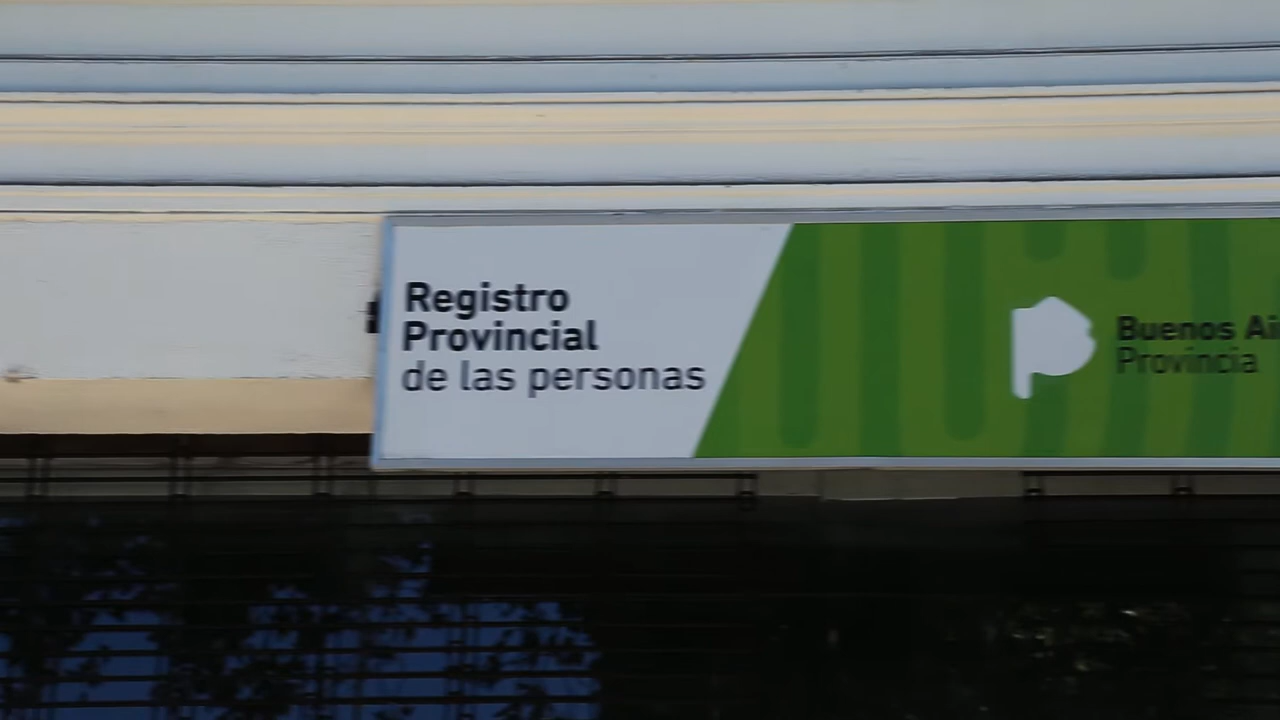 Registro
Provincial
de las personas
Buenos Ai
Provincia